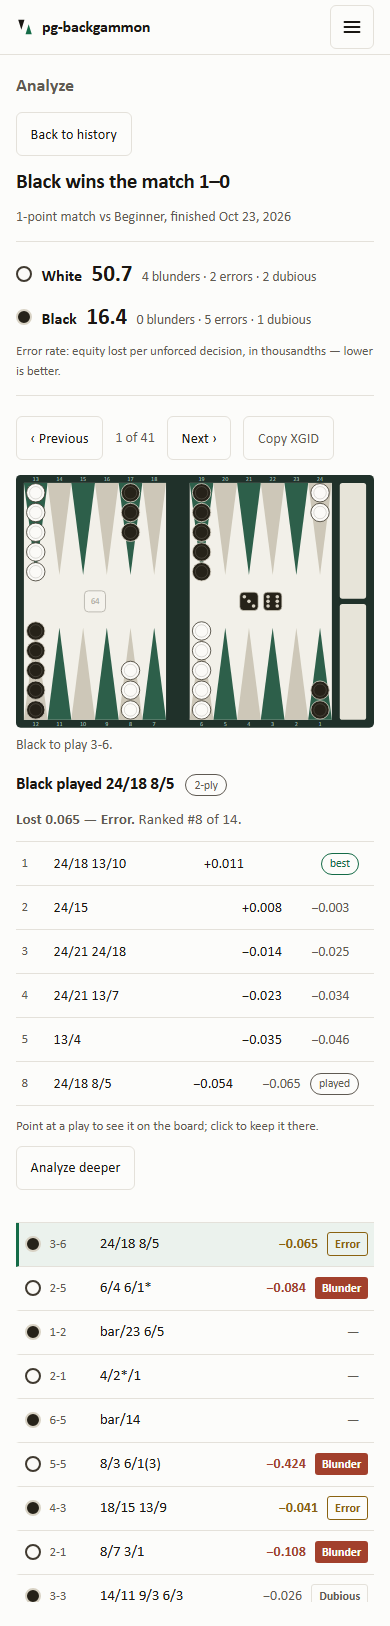 pg-backgammon
Analyze
Back to history
Black wins the match 1–0
1-point match vs Beginner, finished Oct 23, 2026
White 50.7 4 blunders · 2 errors · 2 dubious
Black 16.4 0 blunders · 5 errors · 1 dubious
Error rate: equity lost per unforced decision, in thousandths — lower
is better.
‹ Previous 1 of 41 Next › Copy XGID
13 14 15 16 17 18 19 20 21 22 23 24
64
12 11 10 9 8 7 6 5 4 3 2 1
Black to play 3-6.
Black played 24/18 8/5 2-ply
Lost 0.065 — Error. Ranked #8 of 14.
1 24/18 13/10 +0.011 best
2 24/15 +0.008 −0.003
3 24/21 24/18 −0.014 −0.025
4 24/21 13/7 −0.023 −0.034
5 13/4 −0.035 −0.046
8 24/18 8/5 −0.054 −0.065 played
Point at a play to see it on the board; click to keep it there.
Analyze deeper
3-6 24/18 8/5 −0.065 Error
2-5 6/4 6/1* −0.084 Blunder
1-2 bar/23 6/5 —
2-1 4/2*/1 —
6-5 bar/14 —
5-5 8/3 6/1(3) −0.424 Blunder
4-3 18/15 13/9 −0.041 Error
2-1 8/7 3/1 −0.108 Blunder
3-3 14/11 9/3 6/3 −0.026 Dubious